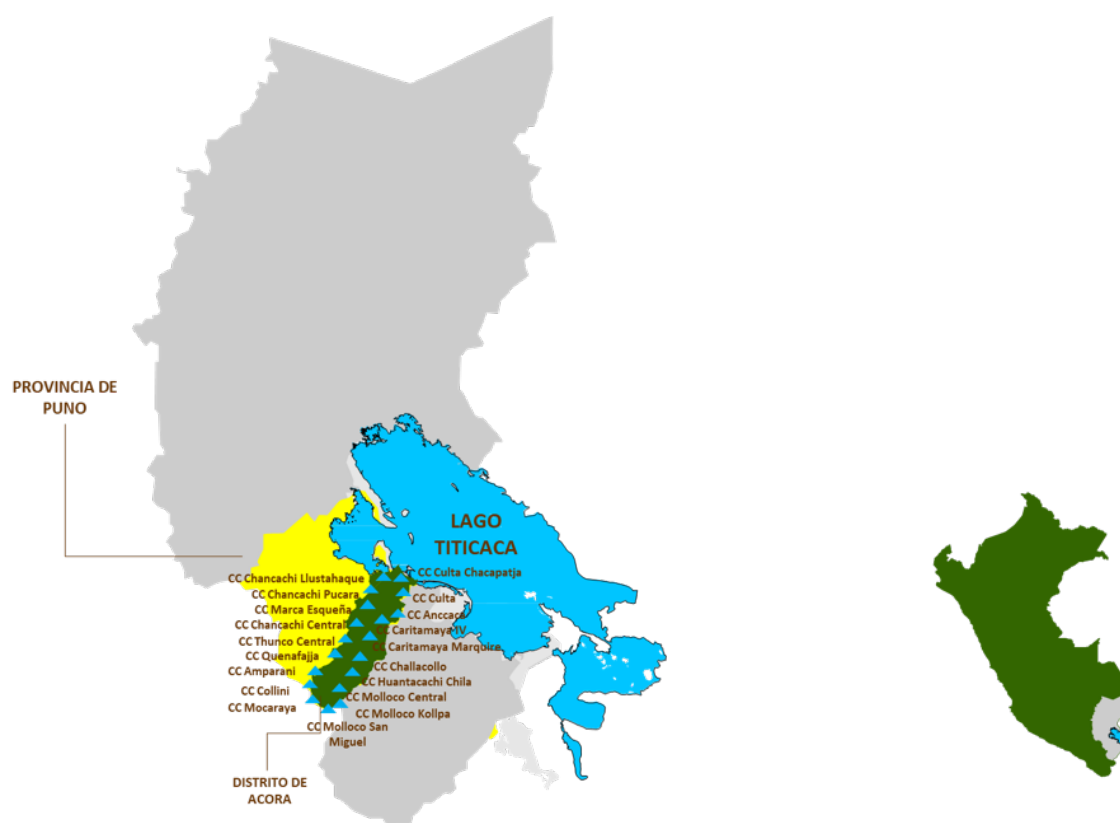 PROVINCIA DE
PUNO
LAGO
TITICACA
CC Chancachi Llustahaque
CC Chancachi Pucara
CC Marca Esqueña
CC Chancachi Central
CC Thunco Central
CC Quenafajja
CC Amparani
CC Collini
CC Mocaraya
CC Culta Chacapatja
CC Culta
CC Anccaca
CC Caritamaya IV
CC Caritamaya Marquire
CC Challacollo
CC Huantacachi Chila
CC Molloco Central
CC Molloco Kollpa
CC Molloco San
Miguel
DISTRITO DE
ACORA